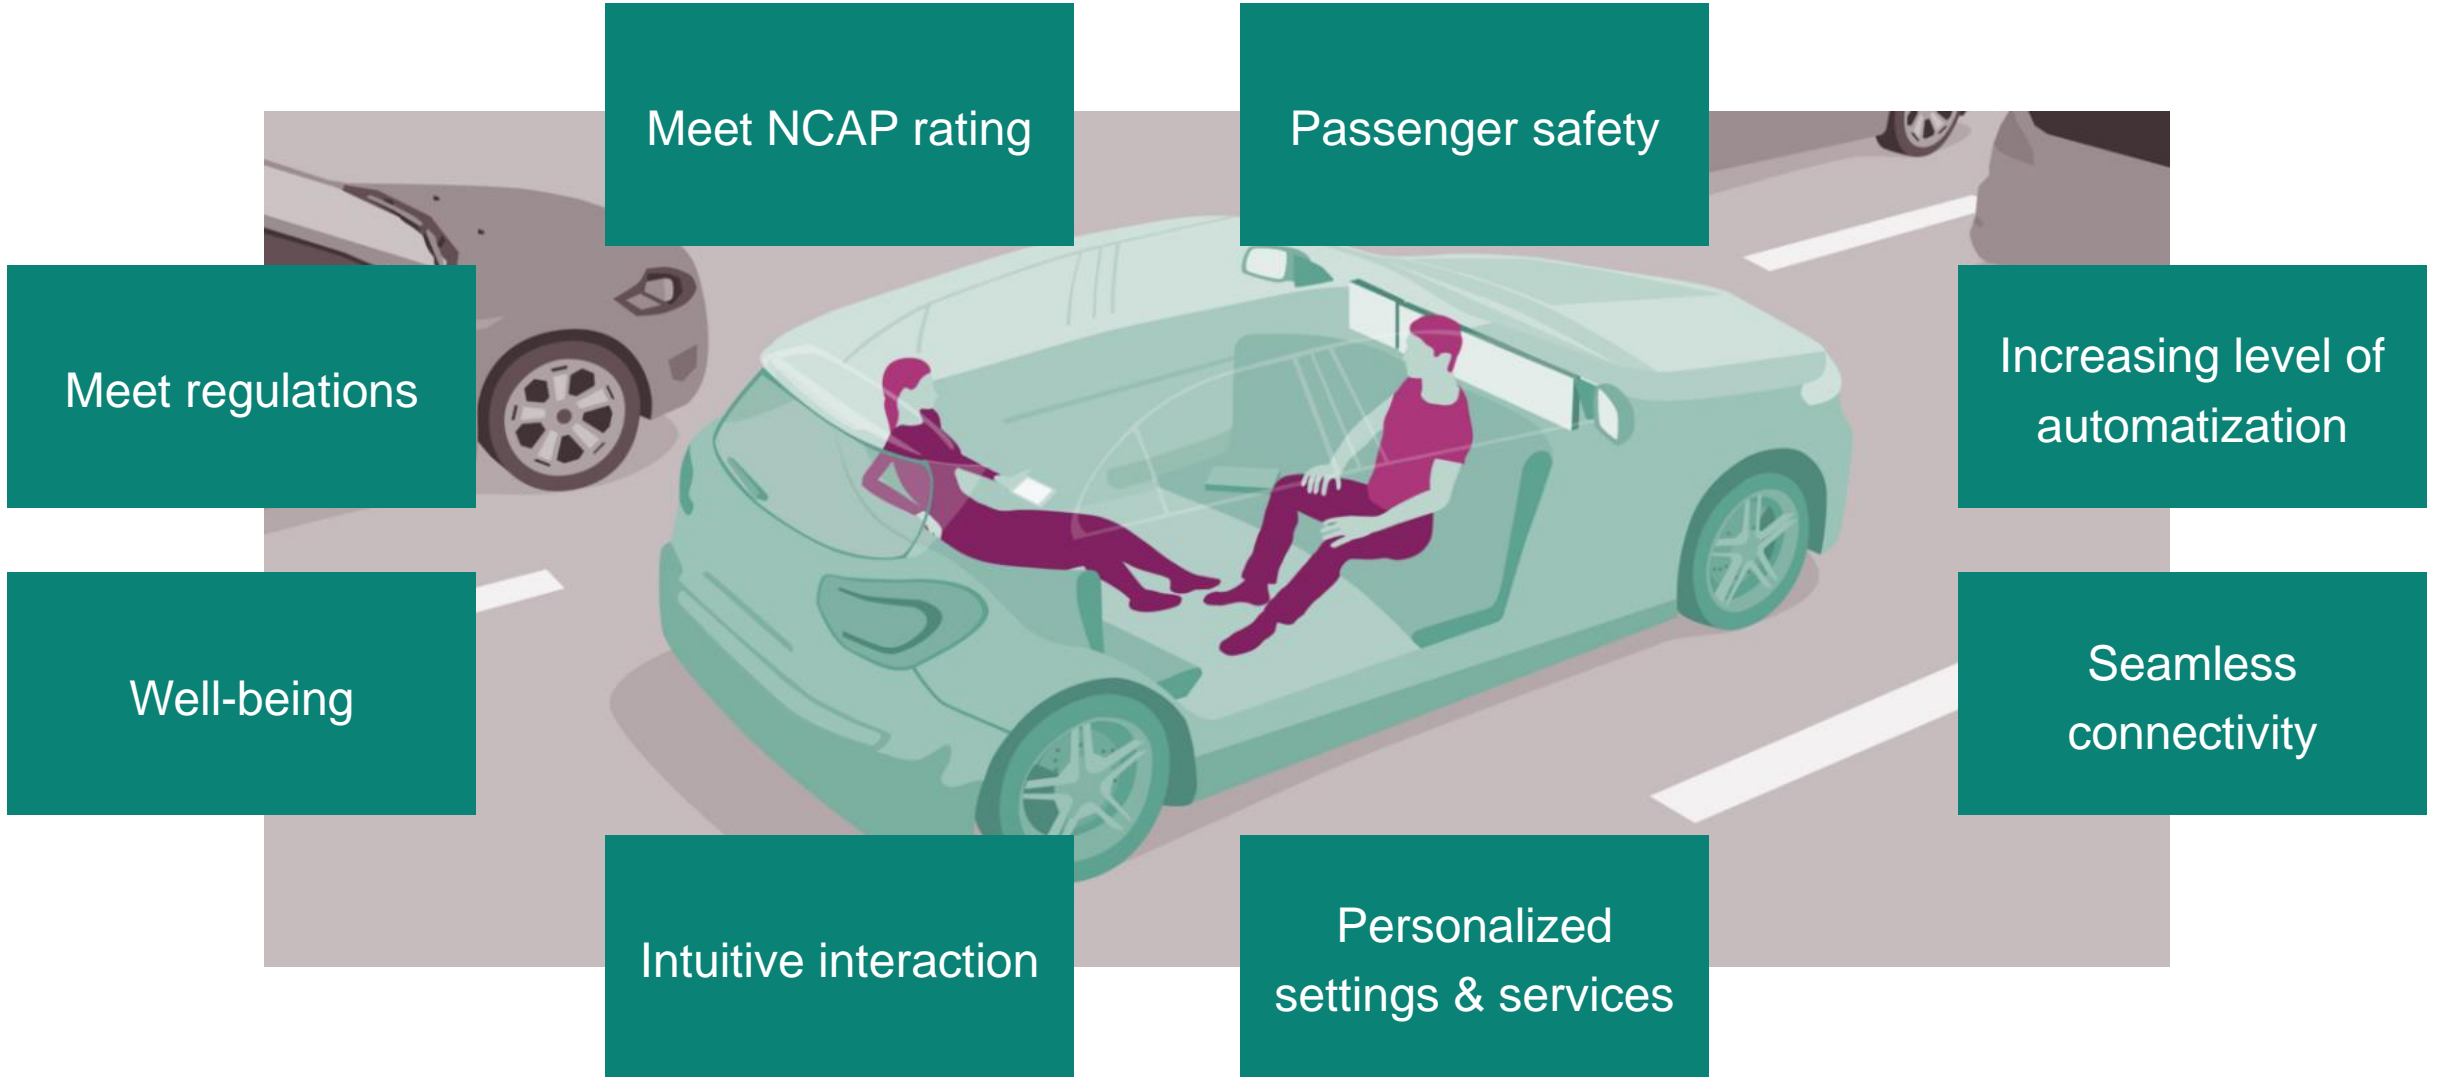 Meet NCAP rating
Passenger safety
Meet regulations
Increasing level of
automatization
Well-being
Seamless
connectivity
Intuitive interaction
Personalized
settings & services